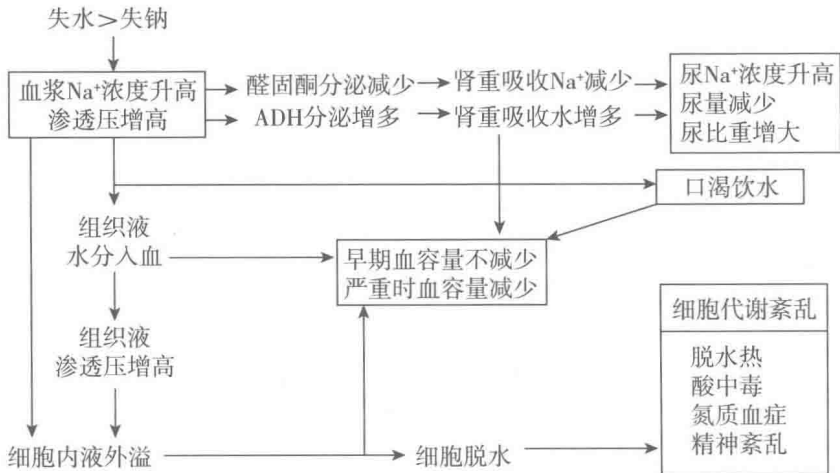 失水＞失钠
血浆Na⁺浓度升高
渗透压增高
醛固酮分泌减少
肾重吸收Na⁺减少
ADH分泌增多
肾重吸收水增多
尿Na⁺浓度升高
尿量减少
尿比重增大
口渴饮水
组织液
水分入血
早期血容量不减少
严重时血容量减少
组织液
渗透压增高
细胞内液外溢
细胞脱水
细胞代谢紊乱
脱水热
酸中毒
氮质血症
精神紊乱